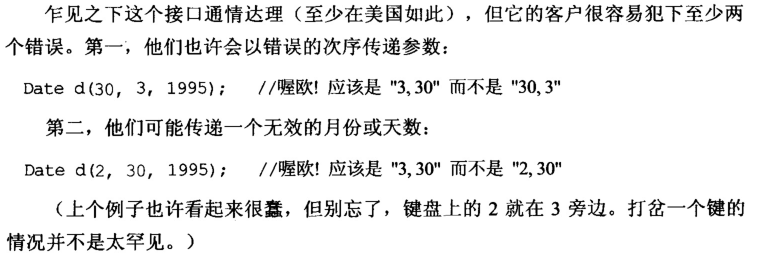 乍见之下这个接口通情达理（至少在美国如此），但它的客户很容易犯下至少两
个错误。第一，他们也许会以错误的次序传递参数：
Date d(30, 3, 1995);   //喔欧! 应该是 "3,30" 而不是 "30,3"
第二，他们可能传递一个无效的月份或天数：
Date d(2, 30, 1995);   //喔欧! 应该是 "3,30" 而不是 "2,30"
（上个例子也许看起来很蠢，但别忘了，键盘上的 2 就在 3 旁边。打岔一个键的
情况并不是太罕见。）